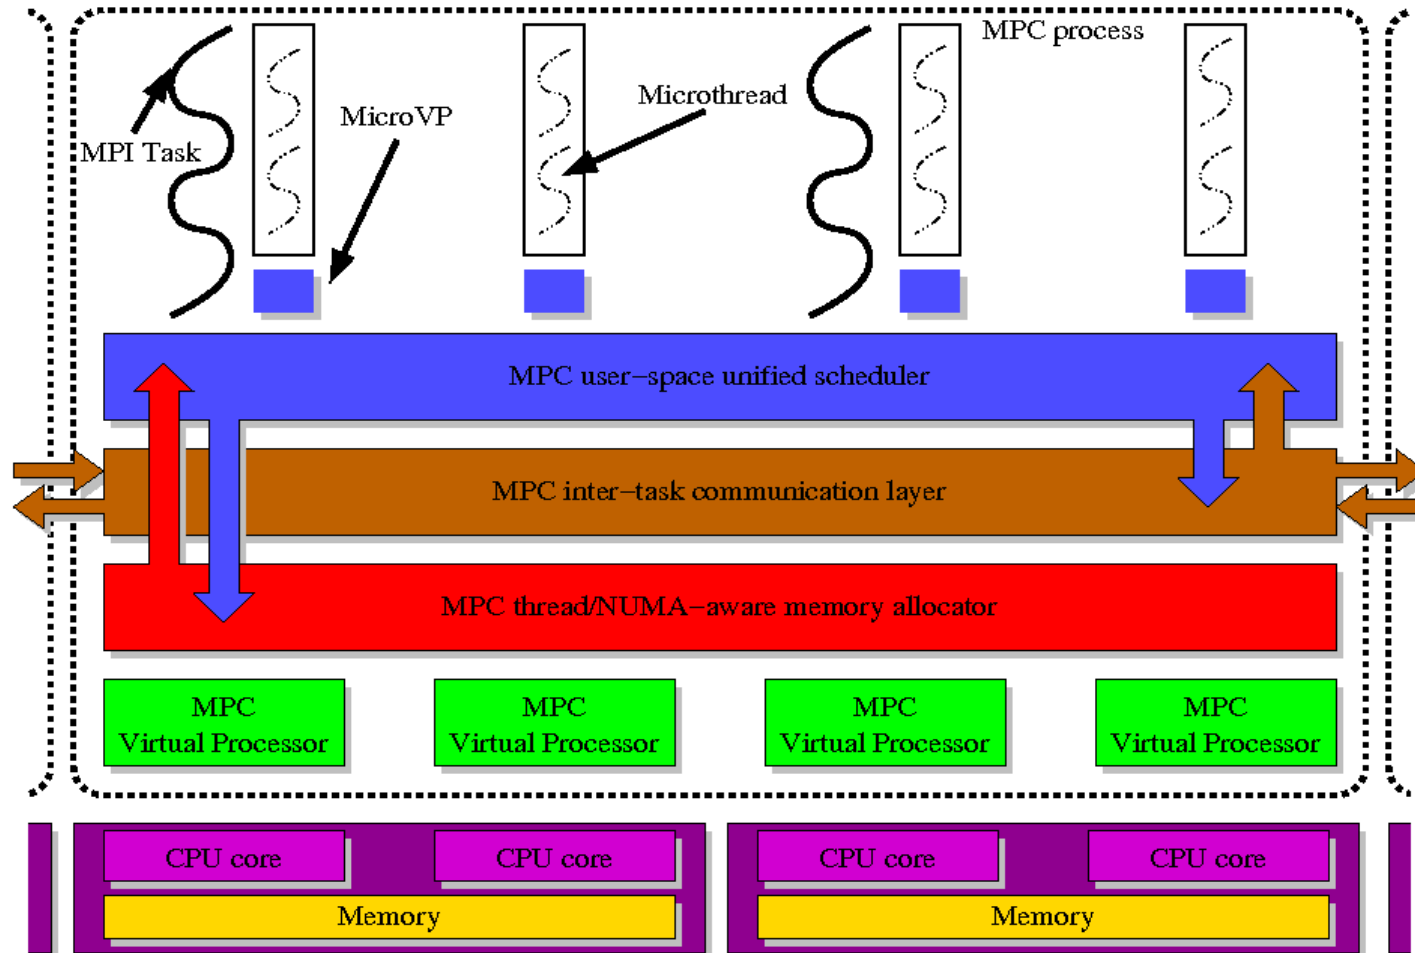 MPC process
Microthread
MicroVP
MPI Task
MPC user−space unified scheduler
MPC inter−task communication layer
MPC thread/NUMA−aware memory allocator
MPC
Virtual Processor
MPC
Virtual Processor
MPC
Virtual Processor
MPC
Virtual Processor
CPU core
CPU core
CPU core
CPU core
Memory
Memory